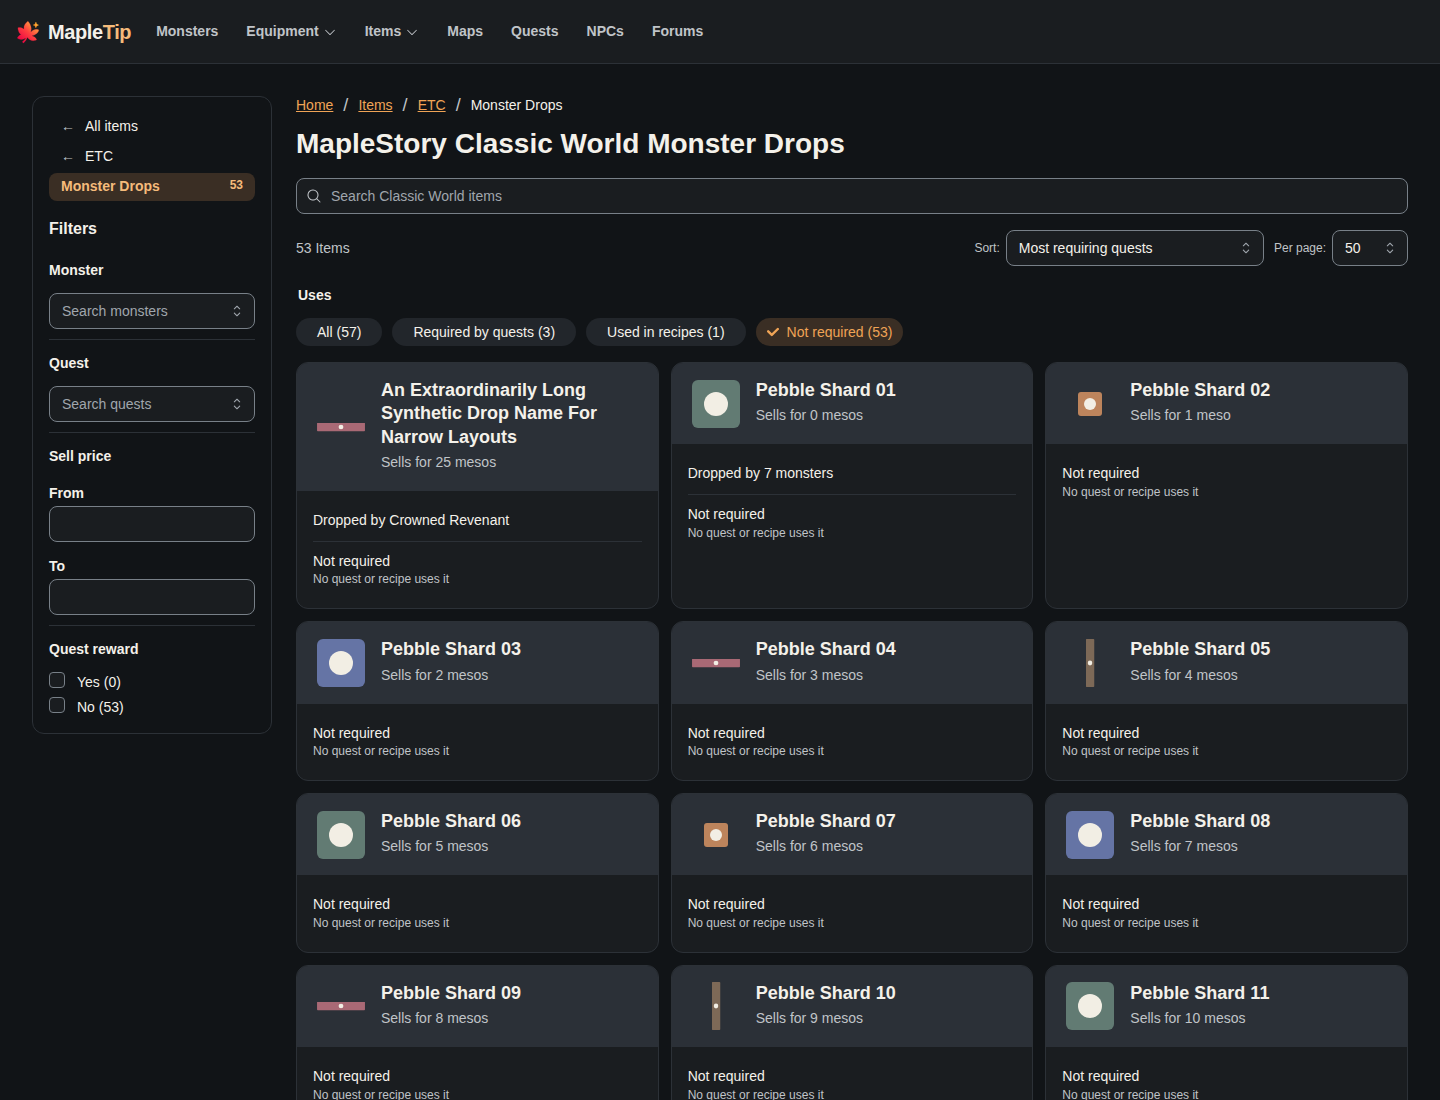 MapleTip
Monsters
Equipment
Items
Maps
Quests
NPCs
Forums
← All items
← ETC
Monster Drops 53
Filters
Monster
Search monsters
Quest
Search quests
Sell price
From
To
Quest reward
Yes (0)
No (53)
Home / Items / ETC / Monster Drops
MapleStory Classic World Monster Drops
Search Classic World items
53 Items
Sort: Most requiring quests
Per page: 50
Uses
All (57)
Required by quests (3)
Used in recipes (1)
Not required (53)
An Extraordinarily Long
Synthetic Drop Name For
Narrow Layouts
Sells for 25 mesos
Dropped by Crowned Revenant
Not required
No quest or recipe uses it
Pebble Shard 01
Sells for 0 mesos
Dropped by 7 monsters
Not required
No quest or recipe uses it
Pebble Shard 02
Sells for 1 meso
Not required
No quest or recipe uses it
Pebble Shard 03
Sells for 2 mesos
Not required
No quest or recipe uses it
Pebble Shard 04
Sells for 3 mesos
Not required
No quest or recipe uses it
Pebble Shard 05
Sells for 4 mesos
Not required
No quest or recipe uses it
Pebble Shard 06
Sells for 5 mesos
Not required
No quest or recipe uses it
Pebble Shard 07
Sells for 6 mesos
Not required
No quest or recipe uses it
Pebble Shard 08
Sells for 7 mesos
Not required
No quest or recipe uses it
Pebble Shard 09
Sells for 8 mesos
Not required
No quest or recipe uses it
Pebble Shard 10
Sells for 9 mesos
Not required
No quest or recipe uses it
Pebble Shard 11
Sells for 10 mesos
Not required
No quest or recipe uses it